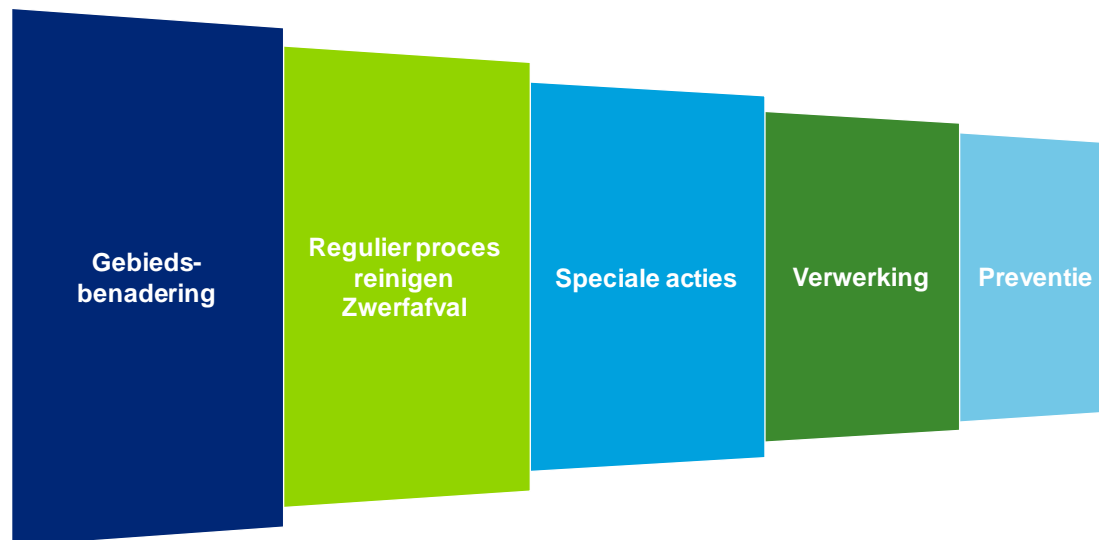 Gebieds-
benadering
Regulier proces
reinigen
Zwerfafval
Speciale acties
Verwerking
Preventie